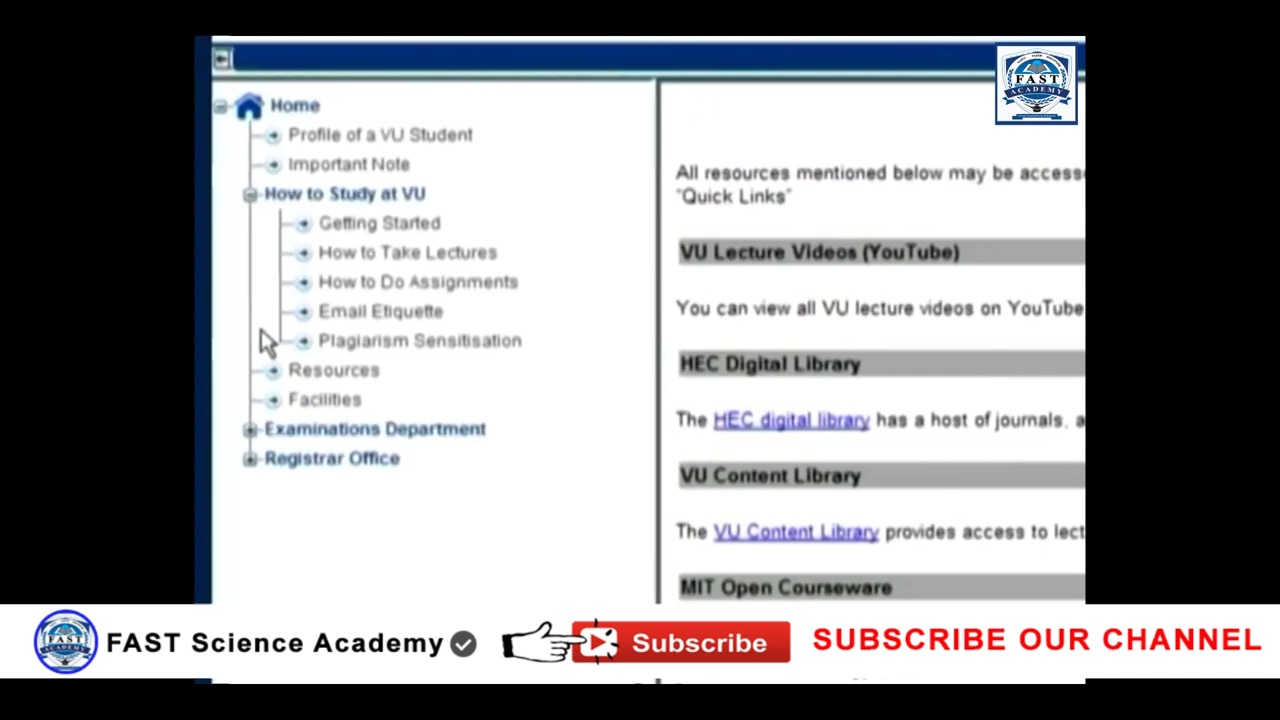 FAST
ACADEMY
Home
Profile of a VU Student
Important Note
How to Study at VU
Getting Started
How to Take Lectures
How to Do Assignments
Email Etiquette
Plagiarism Sensitisation
Resources
Facilities
Examinations Department
Registrar Office
All resources mentioned below may be access
"Quick Links"
VU Lecture Videos (YouTube)
You can view all VU lecture videos on YouTube
HEC Digital Library
The HEC digital library has a host of journals, a
VU Content Library
The VU Content Library provides access to lect
MIT Open Courseware
FAST Science Academy
Subscribe
SUBSCRIBE OUR CHANNEL